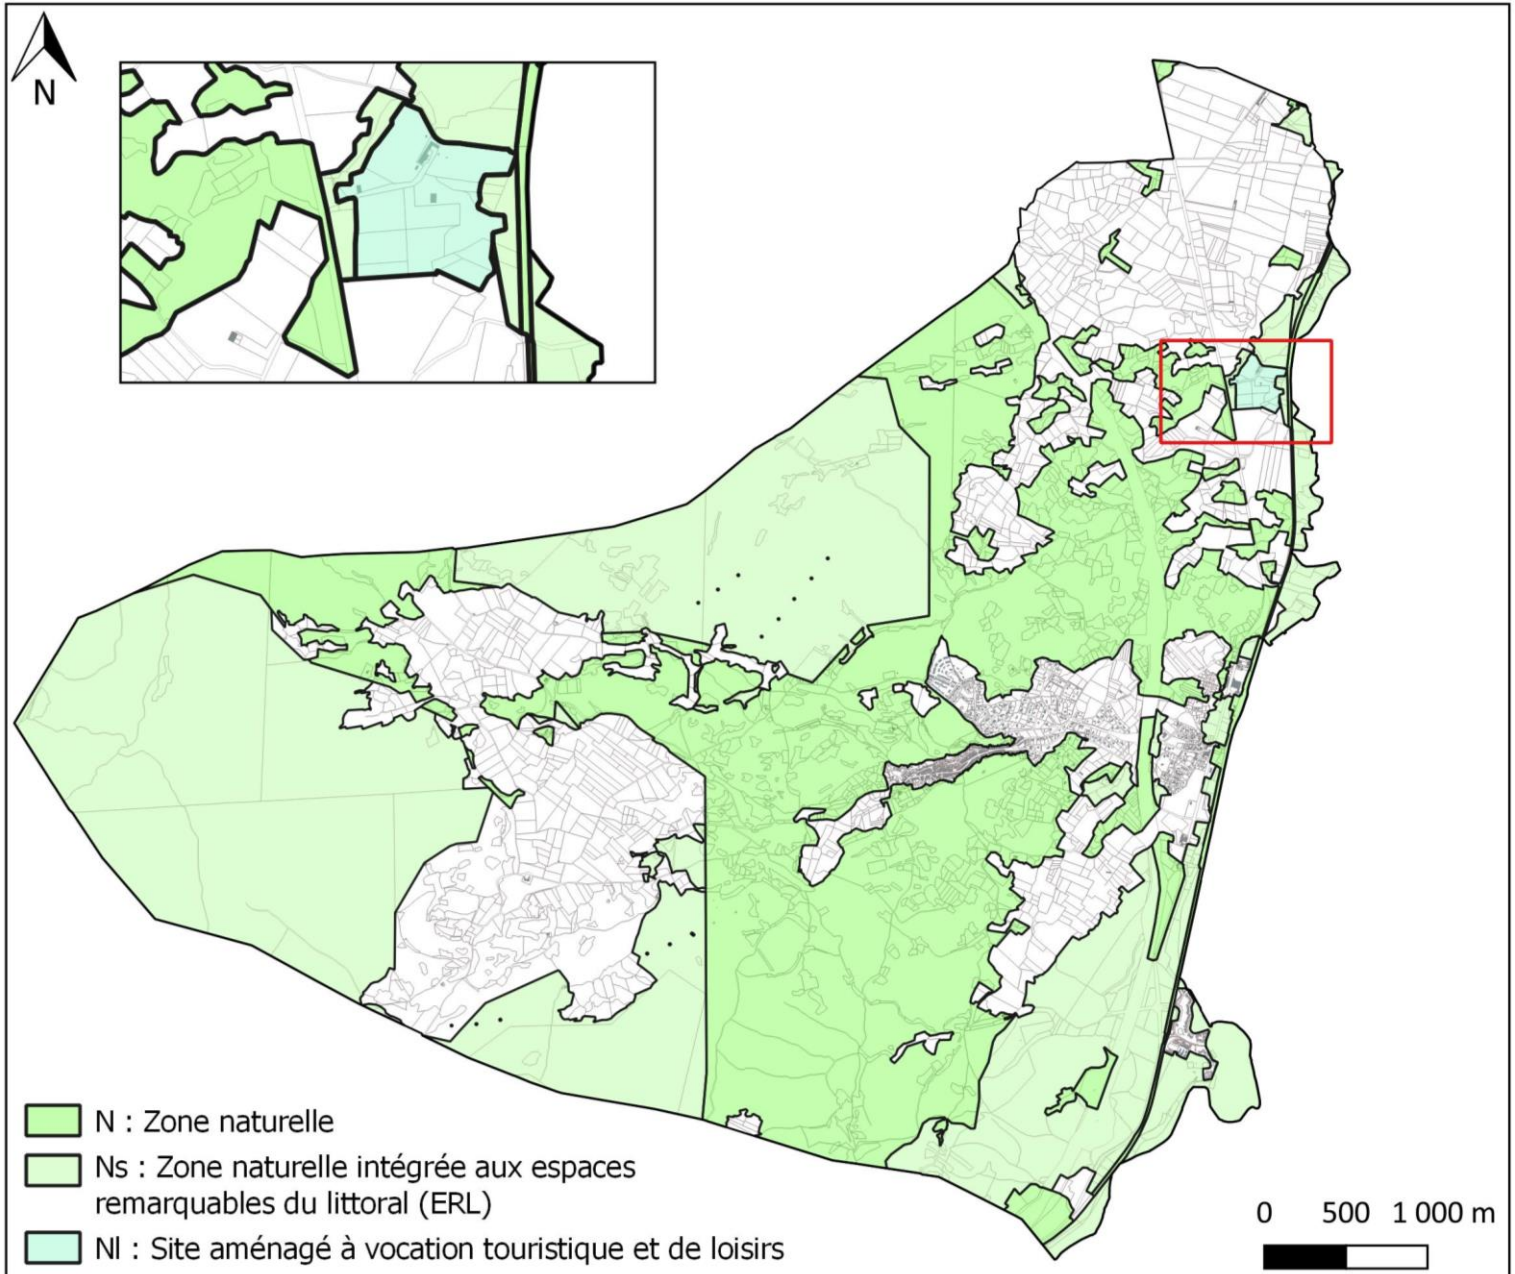 N
N : Zone naturelle
Ns : Zone naturelle intégrée aux espaces
remarquables du littoral (ERL)
Nl : Site aménagé à vocation touristique et de loisirs
0 500 1 000 m